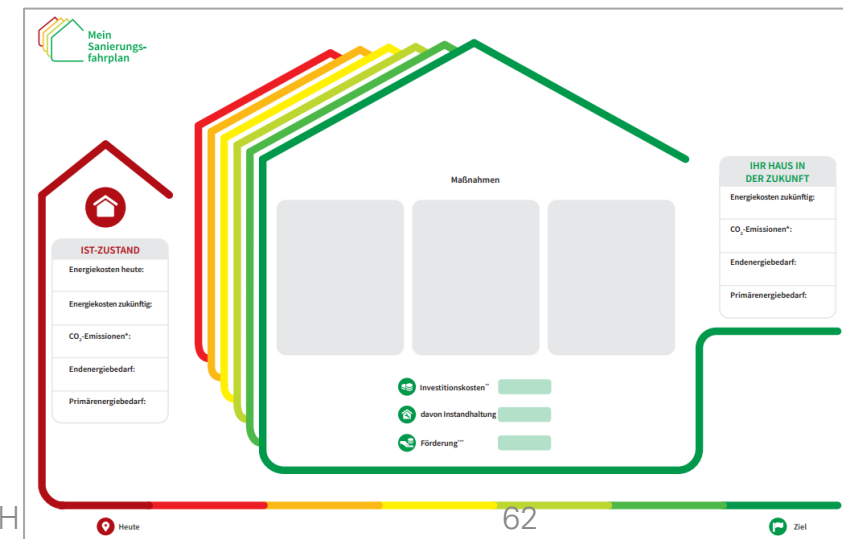 Mein
Sanierungs-
fahrplan
IST-ZUSTAND
Energiekosten heute:
Energiekosten zukünftig:
CO₂-Emissionen*:
Endenergiebedarf:
Primärenergiebedarf:
Maßnahmen
Investitionskosten**
davon Instandhaltung
Förderung***
IHR HAUS IN
DER ZUKUNFT
Energiekosten zukünftig:
CO₂-Emissionen*:
Endenergiebedarf:
Primärenergiebedarf:
H
62
Heute
Ziel